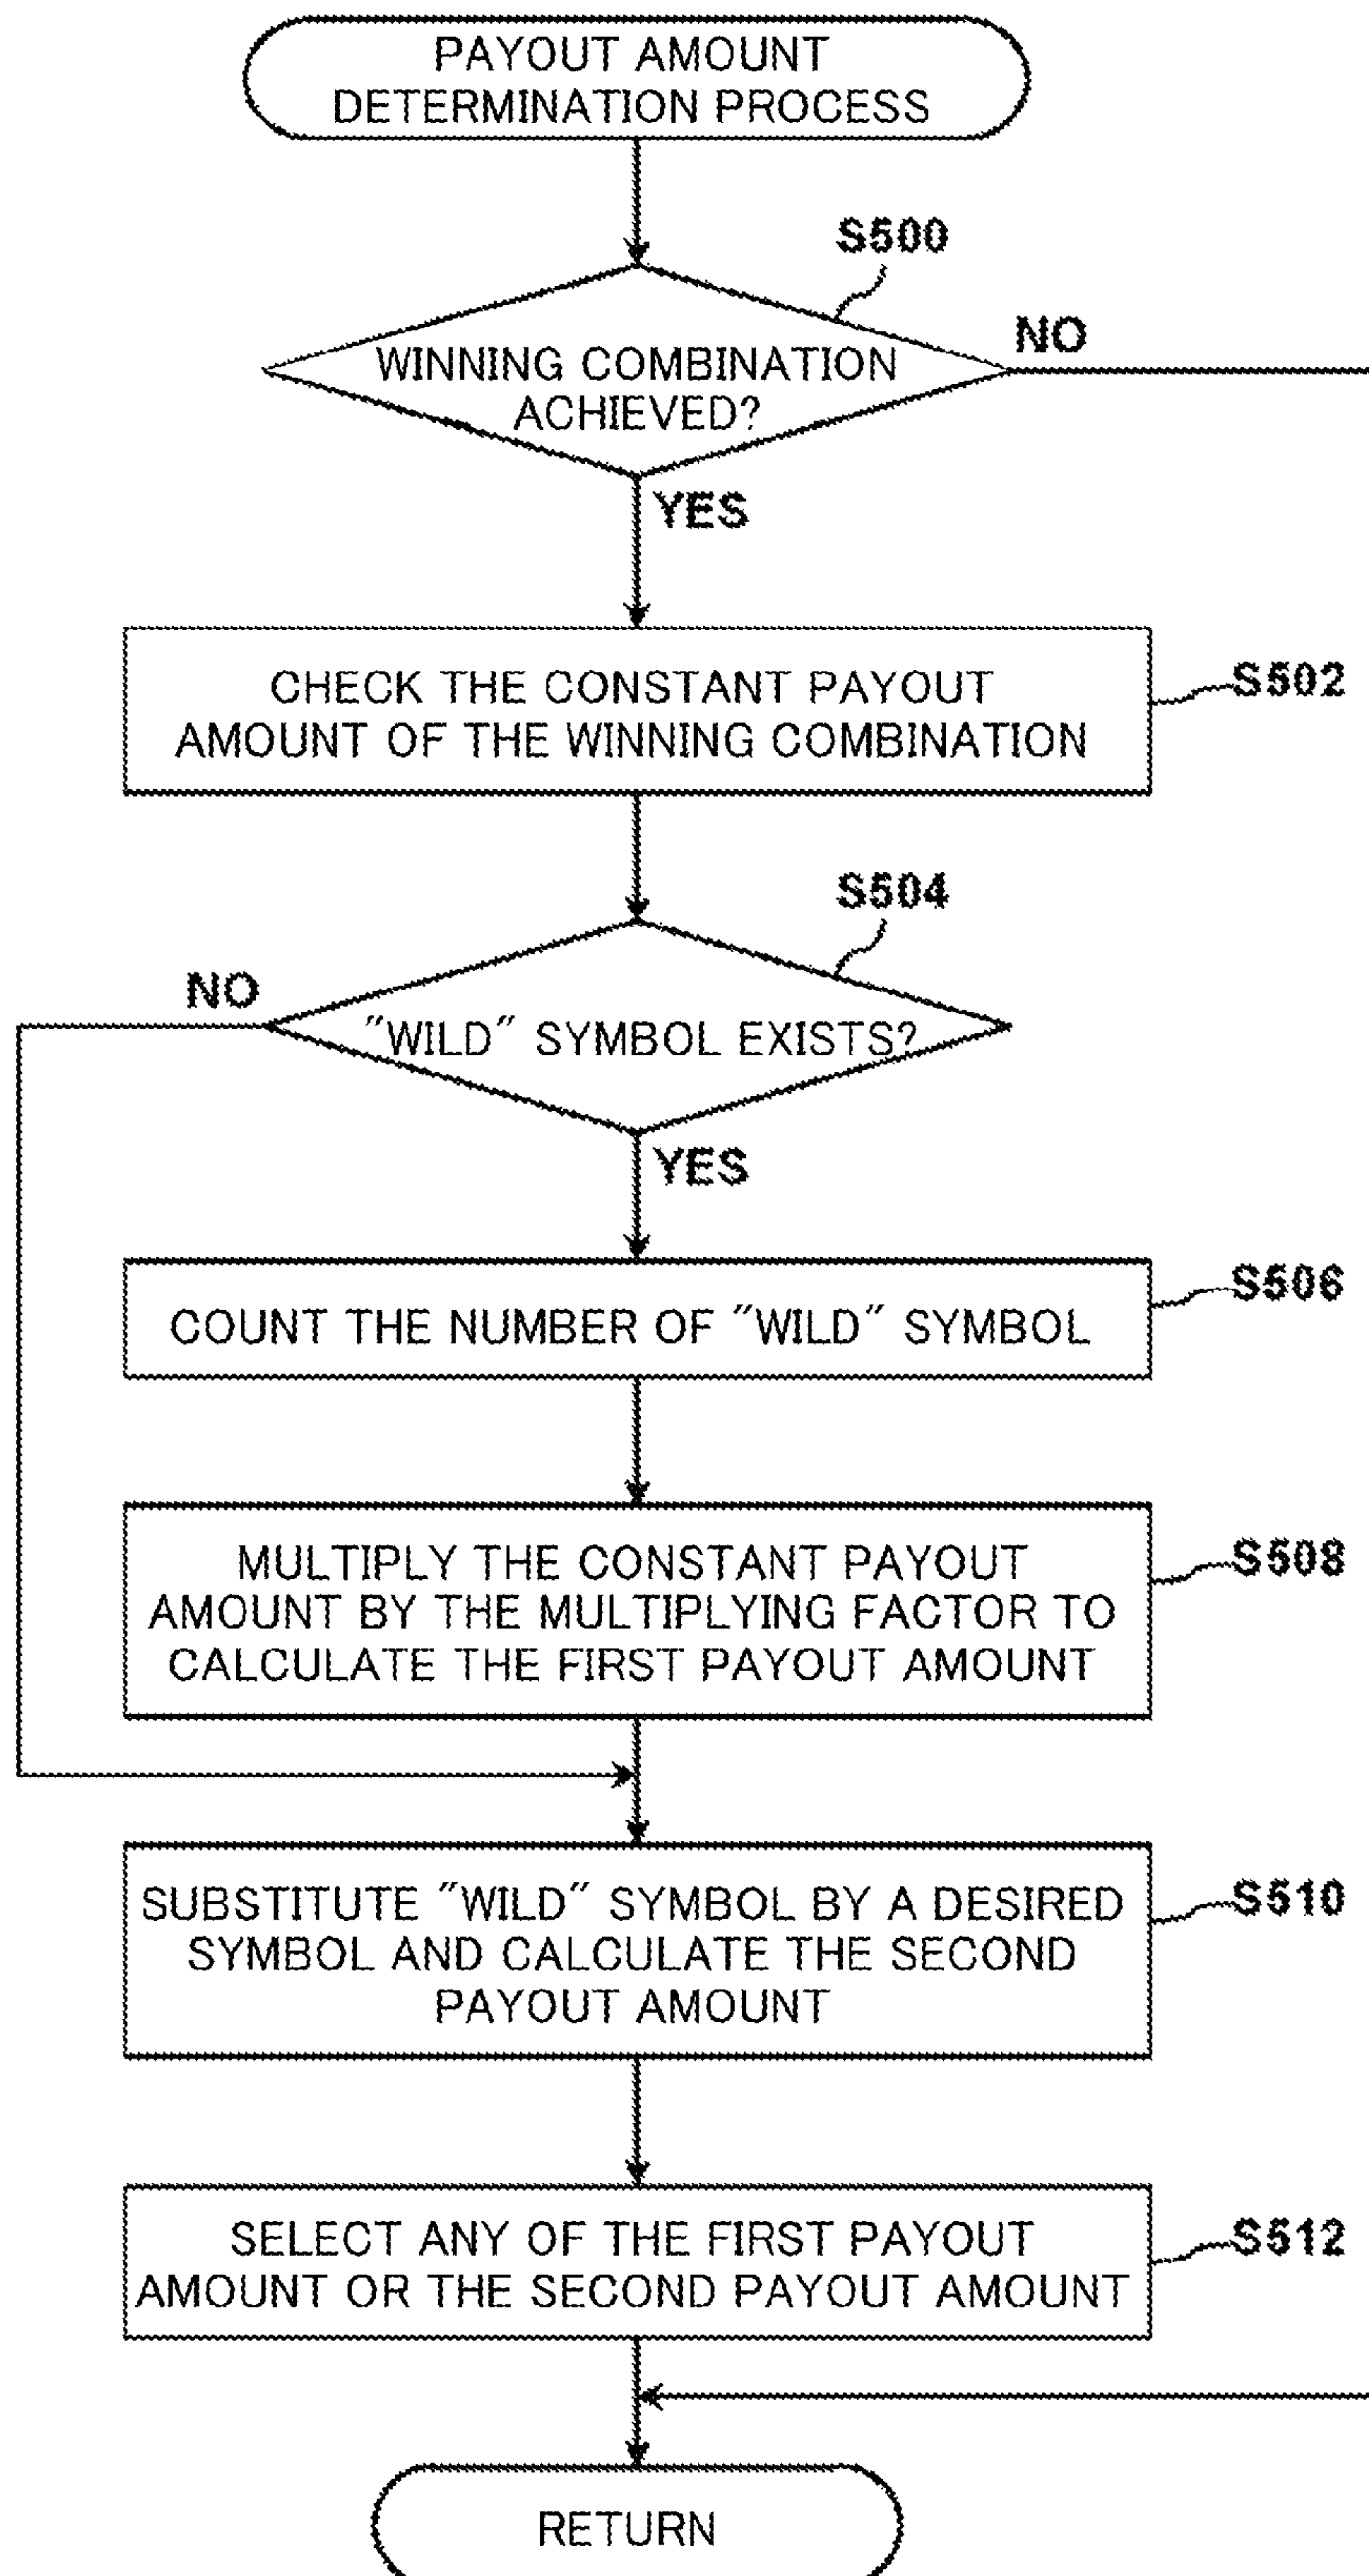 PAYOUT AMOUNT
DETERMINATION PROCESS
S500
WINNING COMBINATION
ACHIEVED?
NO
YES
CHECK THE CONSTANT PAYOUT
AMOUNT OF THE WINNING COMBINATION
S502
S504
NO
"WILD" SYMBOL EXISTS?
YES
COUNT THE NUMBER OF "WILD" SYMBOL
S506
MULTIPLY THE CONSTANT PAYOUT
AMOUNT BY THE MULTIPLYING FACTOR TO
CALCULATE THE FIRST PAYOUT AMOUNT
S508
SUBSTITUTE "WILD" SYMBOL BY A DESIRED
SYMBOL AND CALCULATE THE SECOND
PAYOUT AMOUNT
S510
SELECT ANY OF THE FIRST PAYOUT
AMOUNT OR THE SECOND PAYOUT AMOUNT
S512
RETURN